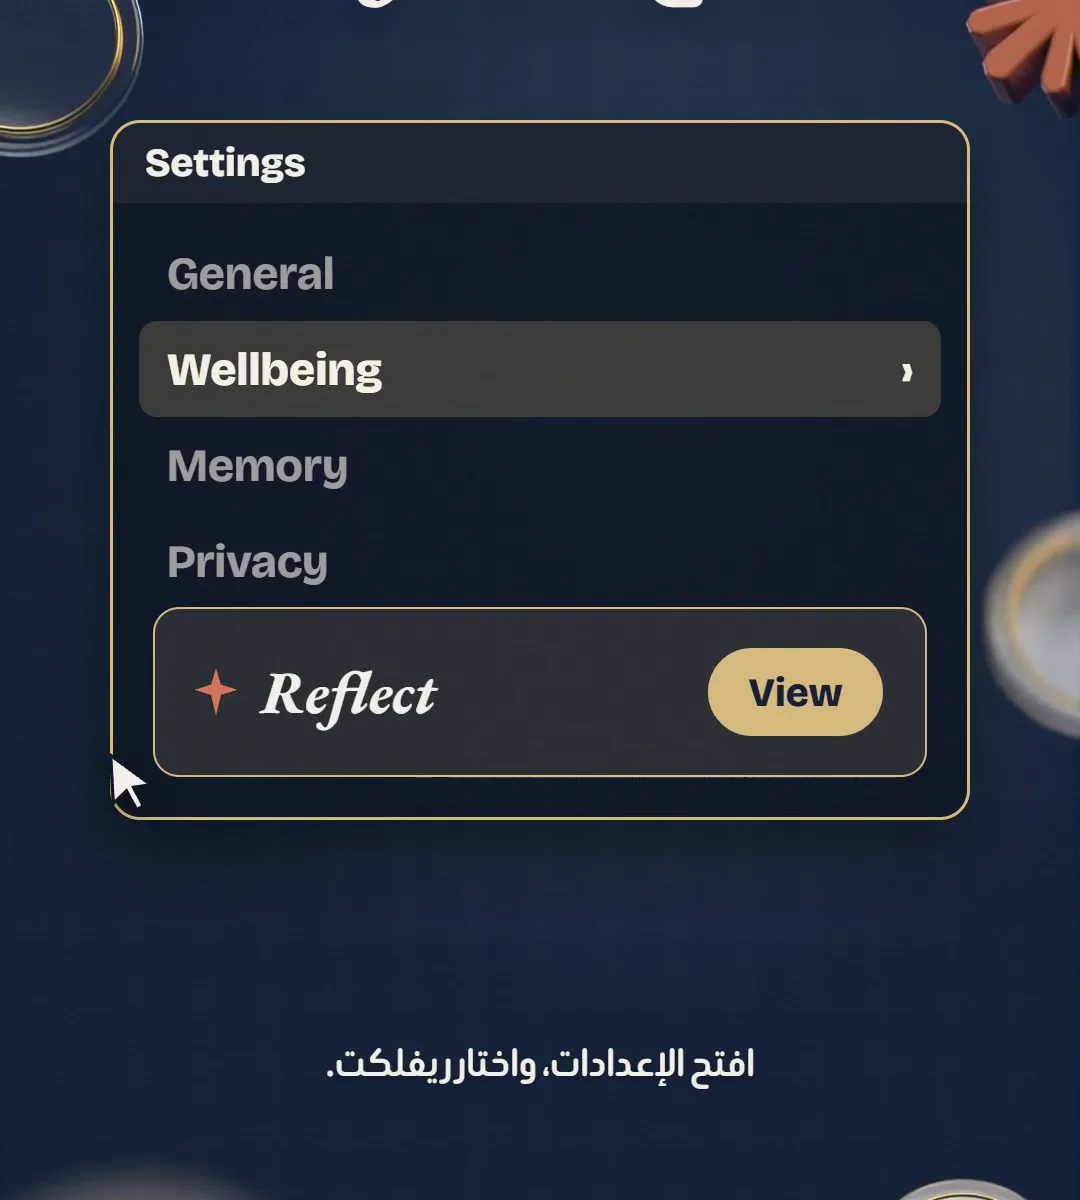 Settings
General
Wellbeing
Memory
Privacy
Reflect
View
افتح الإعدادات، واختار ريفلكت.